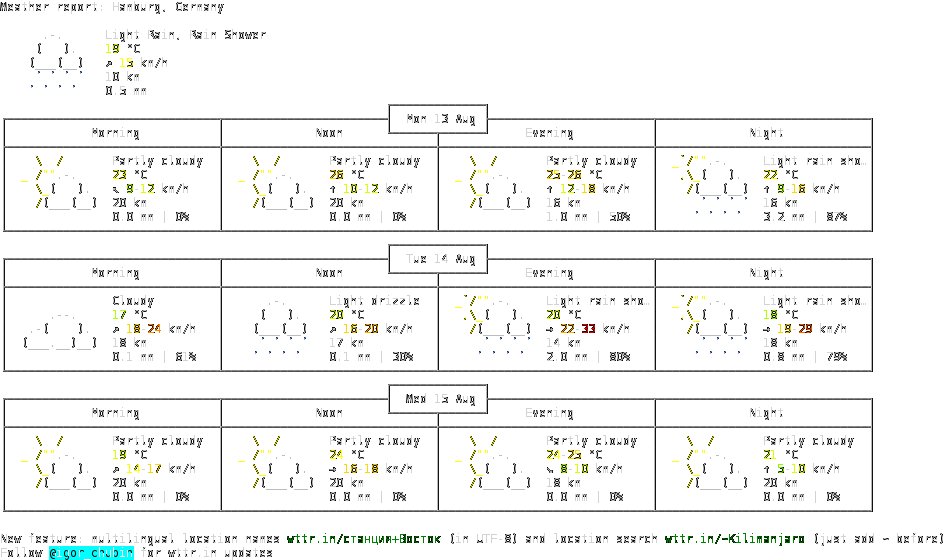 Weather report: Hamburg, Germany
Light Rain, Rain Shower
19 °C
↗ 15 km/h
10 km
0.5 mm
Mon 13 Aug
Morning Noon Evening Night
Partly cloudy Partly cloudy Partly cloudy Light rain sho…
23 °C 26 °C 25-26 °C 22 °C
↖ 9-12 km/h ↑ 10-12 km/h ↑ 12-18 km/h ↑ 9-16 km/h
20 km 20 km 18 km 16 km
0.0 mm | 0% 0.0 mm | 0% 1.0 mm | 50% 3.2 mm | 87%
Tue 14 Aug
Morning Noon Evening Night
Cloudy Light drizzle Light rain sho… Light rain sho…
17 °C 20 °C 20 °C 18 °C
↗ 18-24 km/h ↗ 16-20 km/h → 22-33 km/h → 19-29 km/h
18 km 17 km 14 km 18 km
0.1 mm | 61% 0.1 mm | 30% 2.0 mm | 80% 0.8 mm | 79%
Wed 15 Aug
Morning Noon Evening Night
Partly cloudy Partly cloudy Partly cloudy Partly cloudy
19 °C 24 °C 24-25 °C 21 °C
↗ 14-17 km/h → 16-18 km/h ↘ 8-10 km/h ↑ 5-10 km/h
20 km 20 km 18 km 20 km
0.0 mm | 0% 0.0 mm | 0% 0.0 mm | 0% 0.0 mm | 0%
New feature: multilingual location names wttr.in/станция+Восток (in UTF-8) and location search wttr.in/~Kilimanjaro (just add ~ before)
Follow @igor_chubin for wttr.in updates